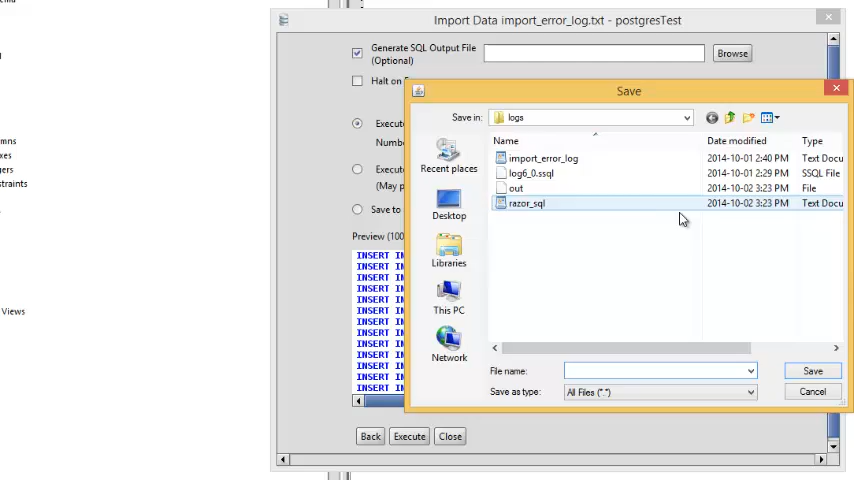 mns
xes
gers
straints
Views
Import Data import_error_log.txt - postgresTest
Generate SQL Output File
(Optional)
Browse
Halt on
Execute
Numbe
Execute
(May p
Save to
Preview (100
INSERT IN
INSERT IN
INSERT IN
INSERT IN
INSERT IN
INSERT IN
INSERT IN
INSERT IN
INSERT IN
INSERT IN
INSERT IN
INSERT IN
INSERT IN
Back
Execute
Close
Save
Save in:
logs
Recent places
Desktop
Libraries
This PC
Network
Name
Date modified
Type
import_error_log
2014-10-01 2:40 PM
Text Docu
log6_0.ssql
2014-10-01 2:29 PM
SSQL File
out
2014-10-02 3:23 PM
File
razor_sql
2014-10-02 3:23 PM
Text Docu
File name:
Save
Save as type:
All Files (*.*)
Cancel